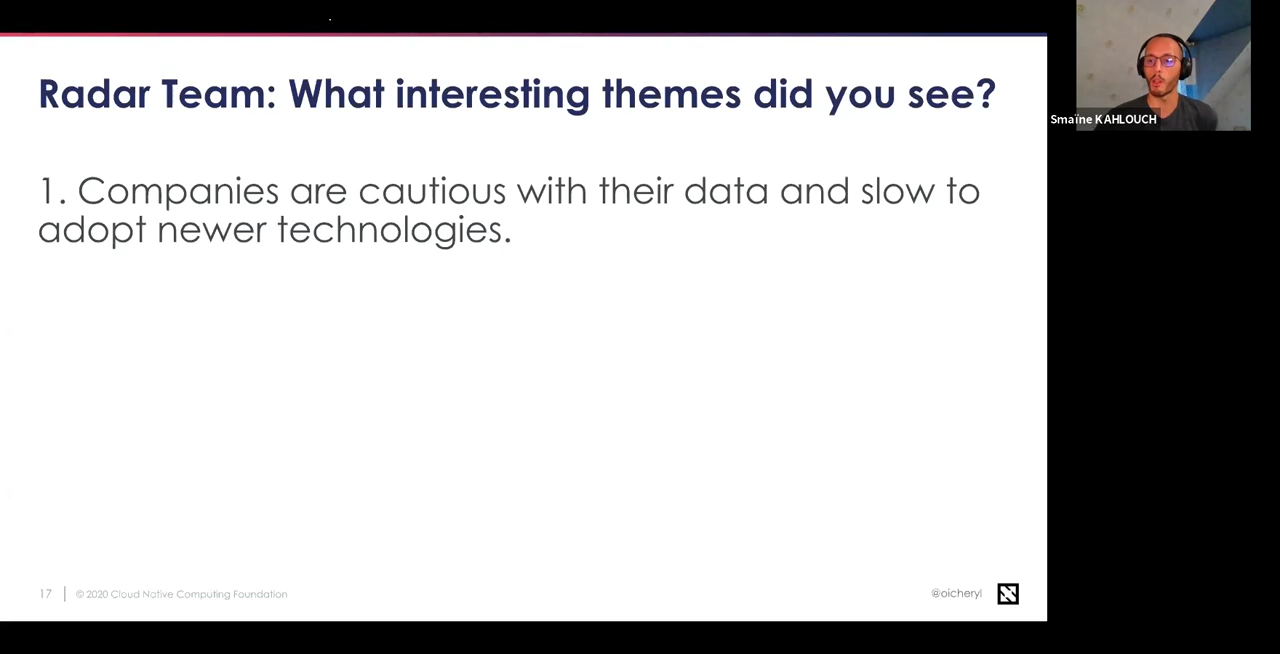 Radar Team: What interesting themes did you see?
Smaïne KAHLOUCH
1. Companies are cautious with their data and slow to
adopt newer technologies.
17
© 2020 Cloud Native Computing Foundation
@oicheryl